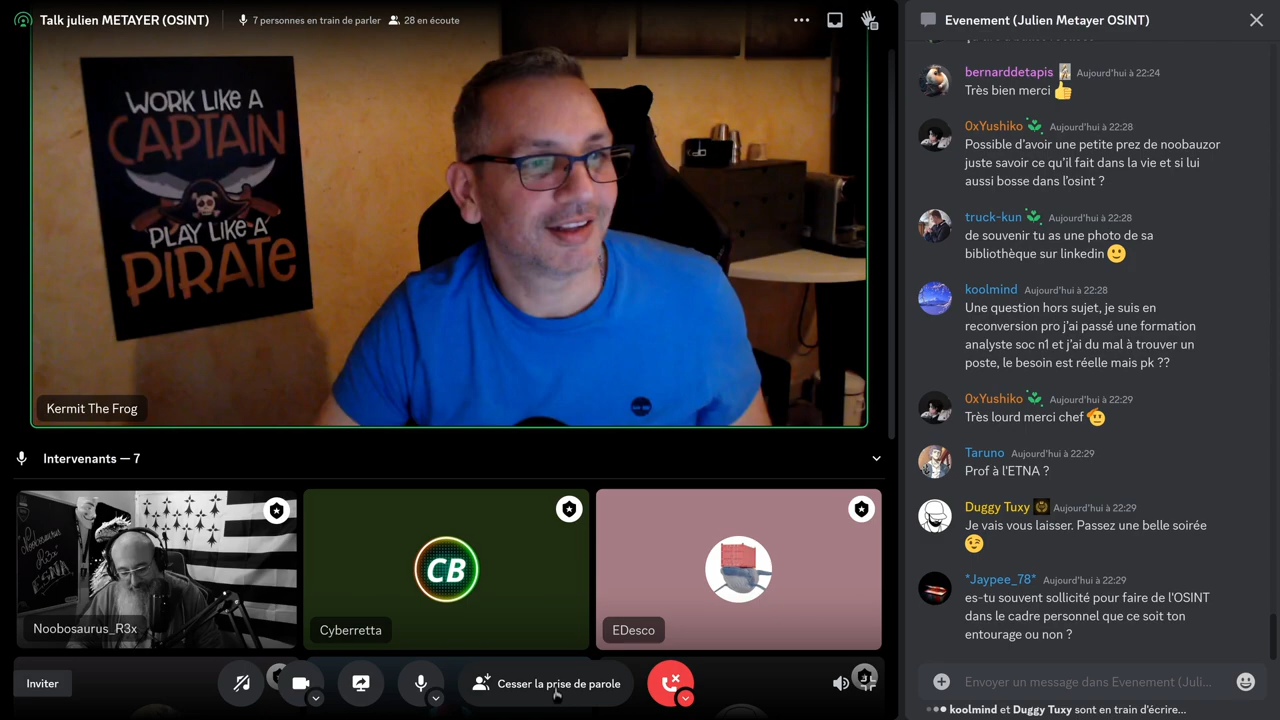 Talk julien METAYER (OSINT)
7 personnes en train de parler
28 en écoute
WORK LIKE A
CAPTAIN
PLAY LIKE A
PIRATE
Kermit The Frog
Intervenants — 7
Noobosaurus_R3x
CB
Cyberretta
EDesco
Inviter
Cesser la prise de parole
Evenement (Julien Metayer OSINT)
bernarddetapis Aujourd'hui à 22:24
Très bien merci 👍
0xYushiko Aujourd'hui à 22:28
Possible d'avoir une petite prez de noobauzor
juste savoir ce qu'il fait dans la vie et si lui
aussi bosse dans l'osint ?
truck-kun Aujourd'hui à 22:28
de souvenir tu as une photo de sa
bibliothèque sur linkedin 🙂
koolmind Aujourd'hui à 22:28
Une question hors sujet, je suis en
reconversion pro j'ai passé une formation
analyste soc n1 et j'ai du mal à trouver un
poste, le besoin est réelle mais pk ??
0xYushiko Aujourd'hui à 22:29
Très lourd merci chef 🫡
Taruno Aujourd'hui à 22:29
Prof à l'ETNA ?
Duggy Tuxy Aujourd'hui à 22:29
Je vais vous laisser. Passez une belle soirée
😉
*Jaypee_78* Aujourd'hui à 22:29
es-tu souvent sollicité pour faire de l'OSINT
dans le cadre personnel que ce soit ton
entourage ou non ?
Envoyer un message dans Evenement (Juli...
koolmind et Duggy Tuxy sont en train d'écrire...